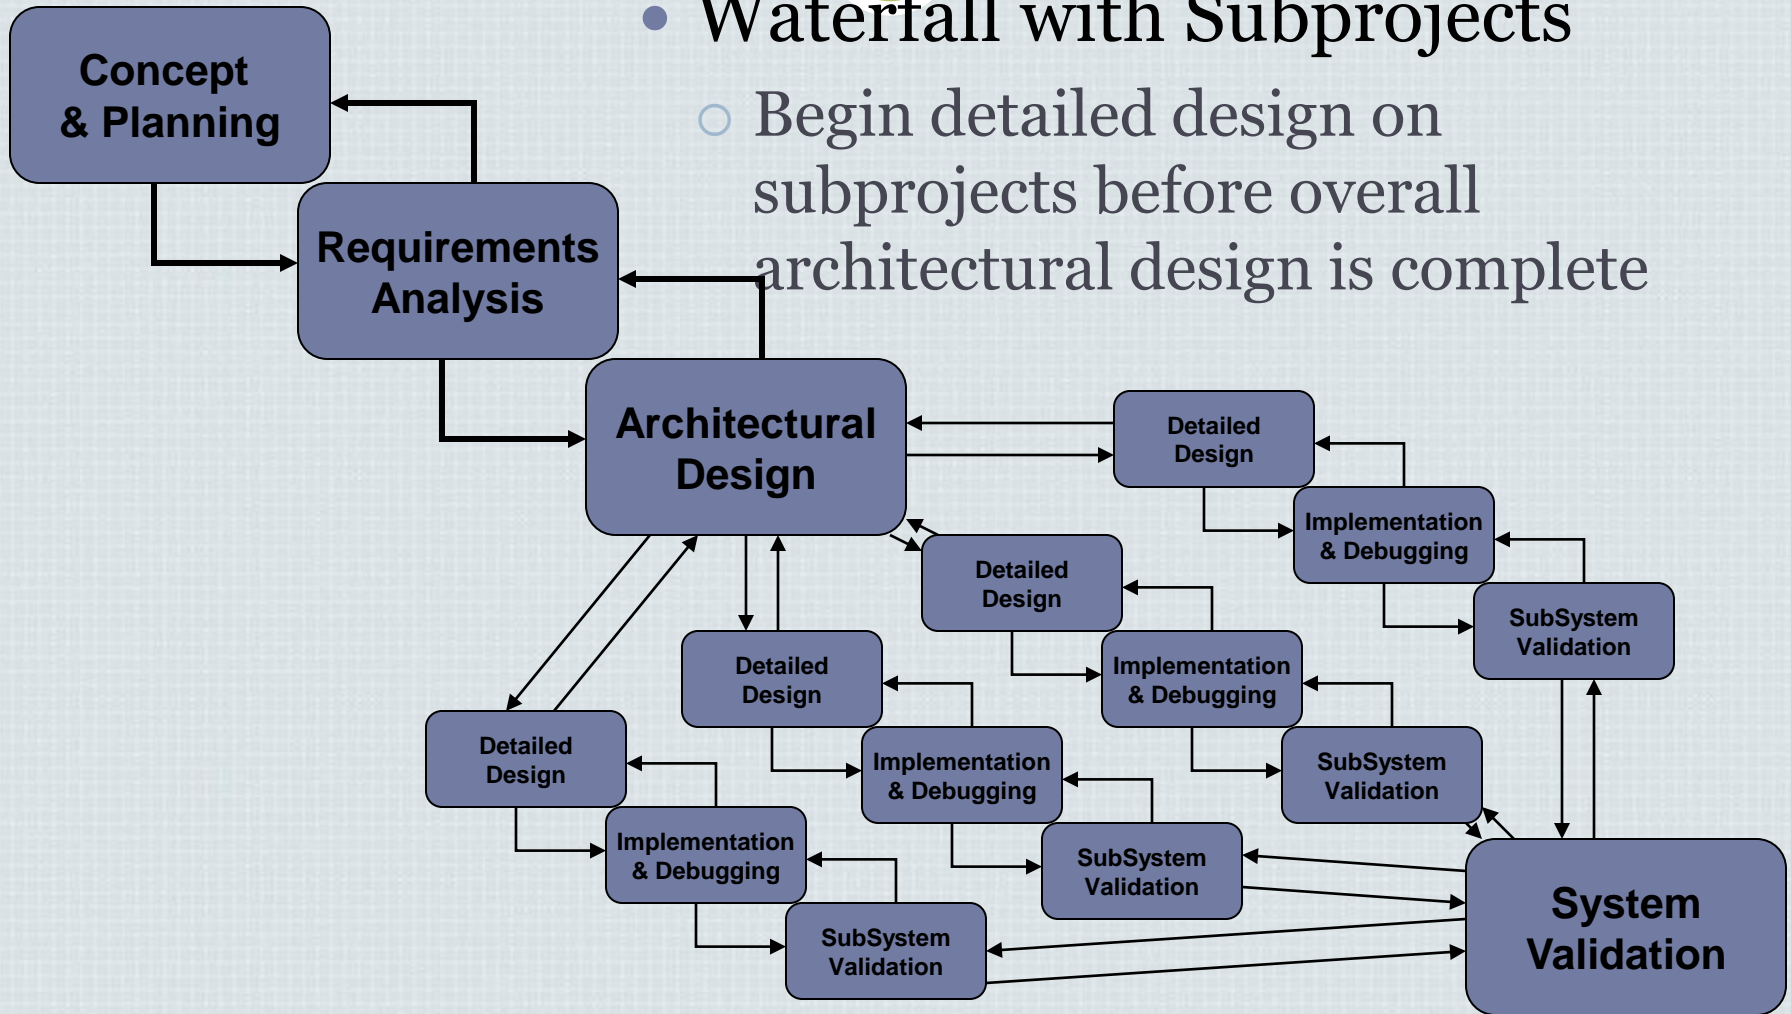 Waterfall with Subprojects
Begin detailed design on
subprojects before overall
architectural design is complete
Concept
& Planning
Requirements
Analysis
Architectural
Design
Detailed
Design
Implementation
& Debugging
SubSystem
Validation
Detailed
Design
Implementation
& Debugging
SubSystem
Validation
Detailed
Design
Implementation
& Debugging
SubSystem
Validation
Detailed
Design
Implementation
& Debugging
SubSystem
Validation
System
Validation